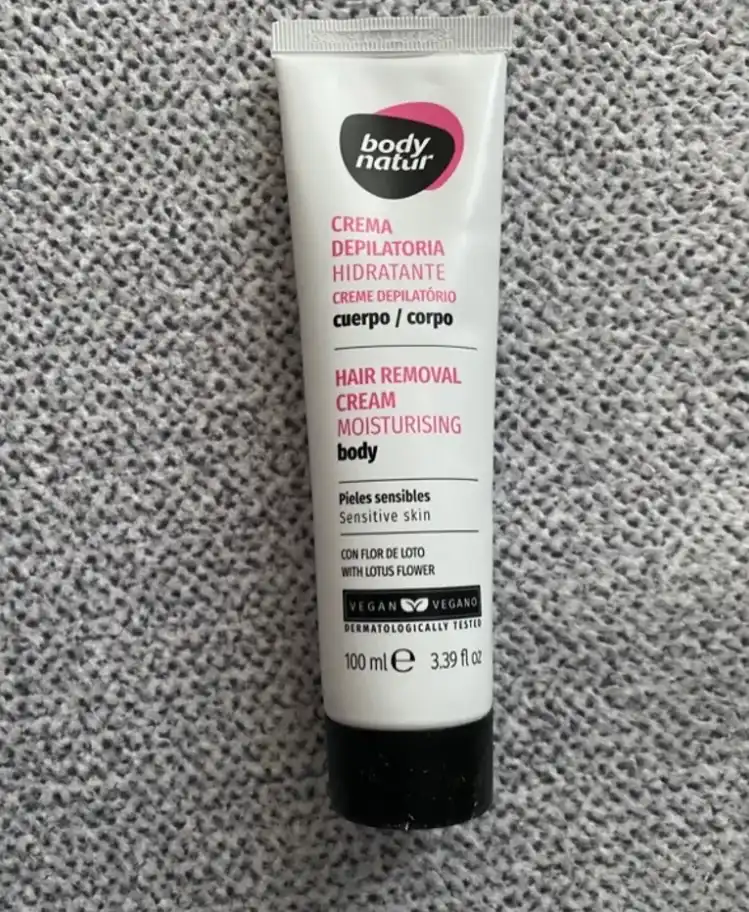 body
natur
CREMA
DEPILATORIA
HIDRATANTE
CREME DEPILATÓRIO
cuerpo / corpo
HAIR REMOVAL
CREAM
MOISTURISING
body
Pieles sensibles
Sensitive skin
CON FLOR DE LOTO
WITH LOTUS FLOWER
VEGAN VEGANO
DERMATOLOGICALLY TESTED
100 ml e 3.39 fl oz